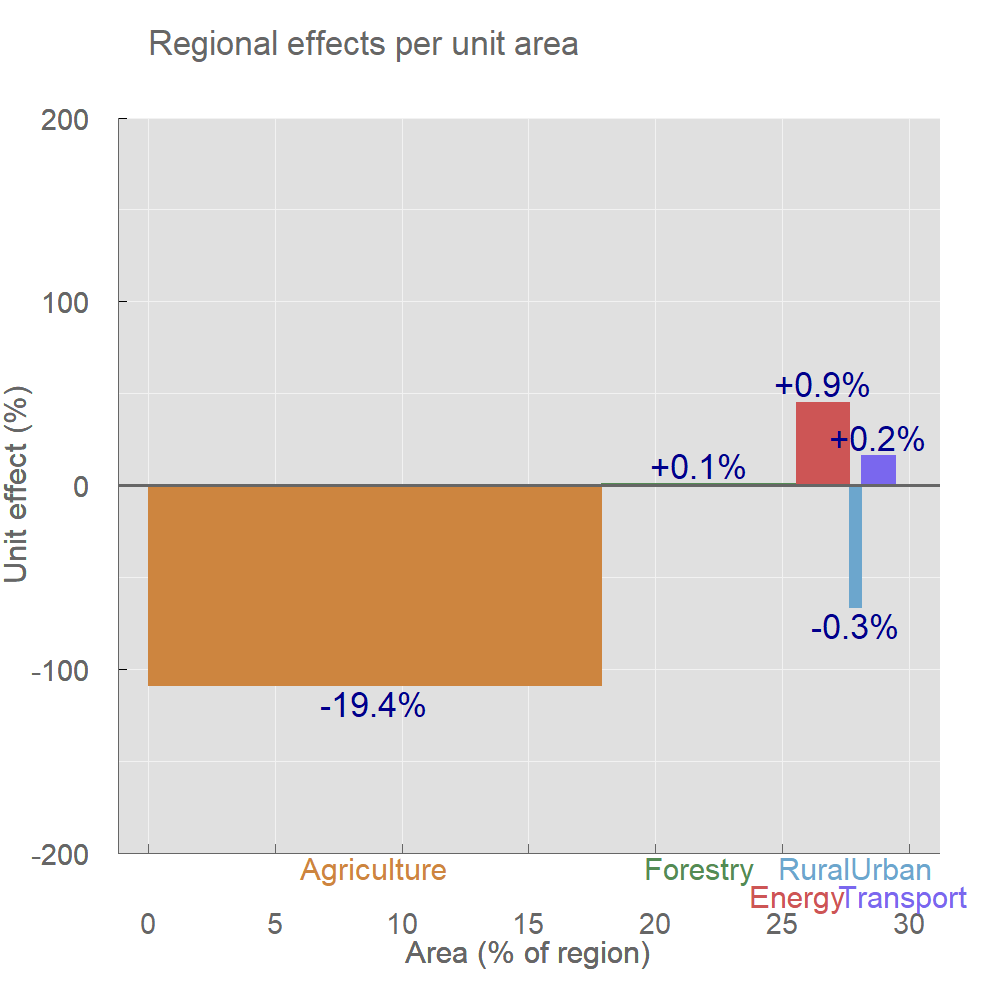 Regional effects per unit area
200
100
0
-100
-200
Unit effect (%)
+0.9%
+0.2%
+0.1%
-0.3%
-19.4%
Agriculture Forestry RuralUrban
Energy Transport
0 5 10 15 20 25 30
Area (% of region)